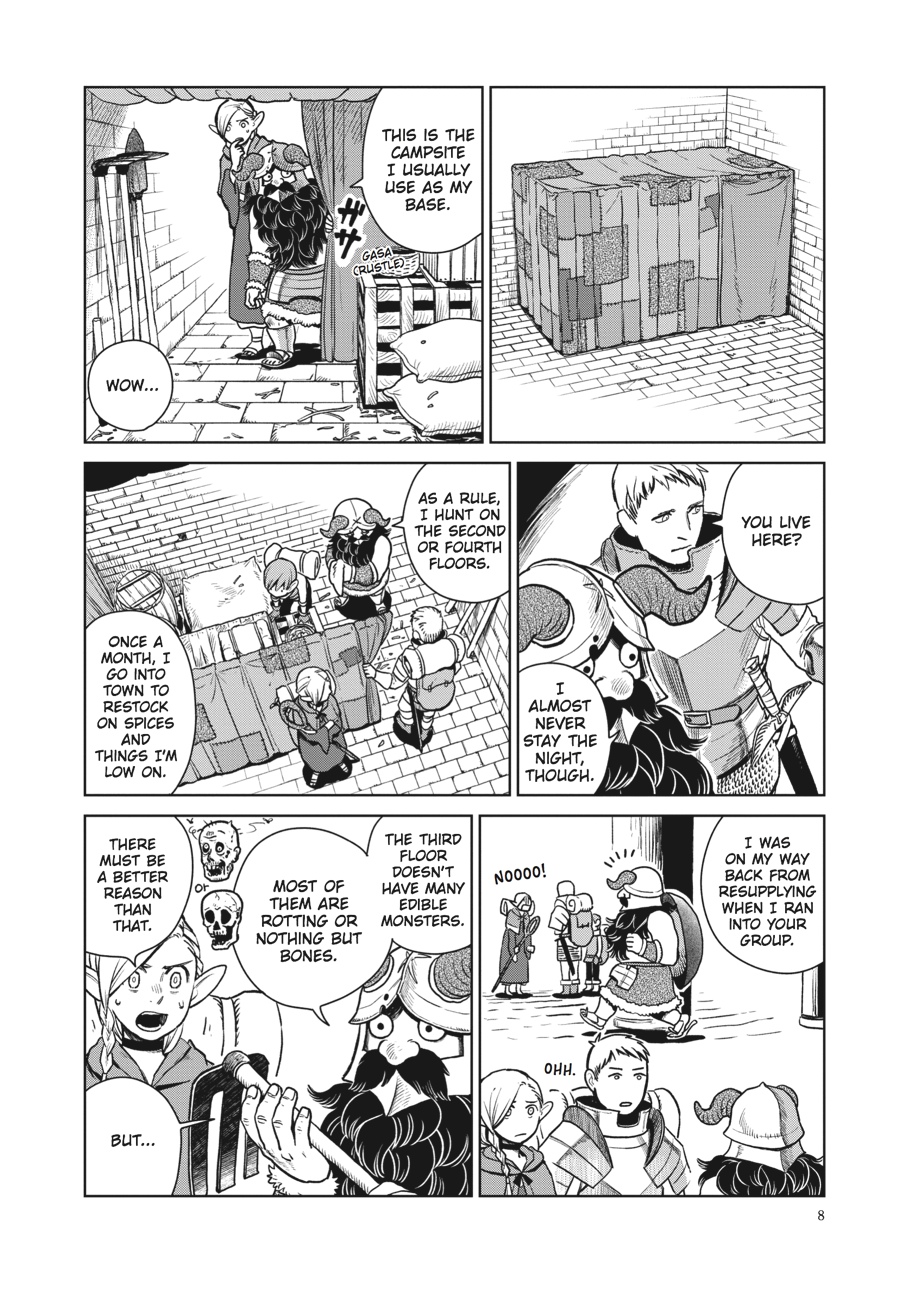 THIS IS THE
CAMPSITE
I USUALLY
USE AS MY
BASE.
ガサ
GASA
(RUSTLE)
WOW...
YOU LIVE
HERE?
I
ALMOST
NEVER
STAY THE
NIGHT,
THOUGH.
AS A RULE,
I HUNT ON
THE SECOND
OR FOURTH
FLOORS.
ONCE A
MONTH, I
GO INTO
TOWN TO
RESTOCK
ON SPICES
AND
THINGS I'M
LOW ON.
I WAS
ON MY WAY
BACK FROM
RESUPPLYING
WHEN I RAN
INTO YOUR
GROUP.
NOOOO!
OHH.
THE THIRD
FLOOR
DOESN'T
HAVE MANY
EDIBLE
MONSTERS.
MOST OF
THEM ARE
ROTTING OR
NOTHING BUT
BONES.
or
THERE
MUST BE
A BETTER
REASON
THAN
THAT.
BUT...
8